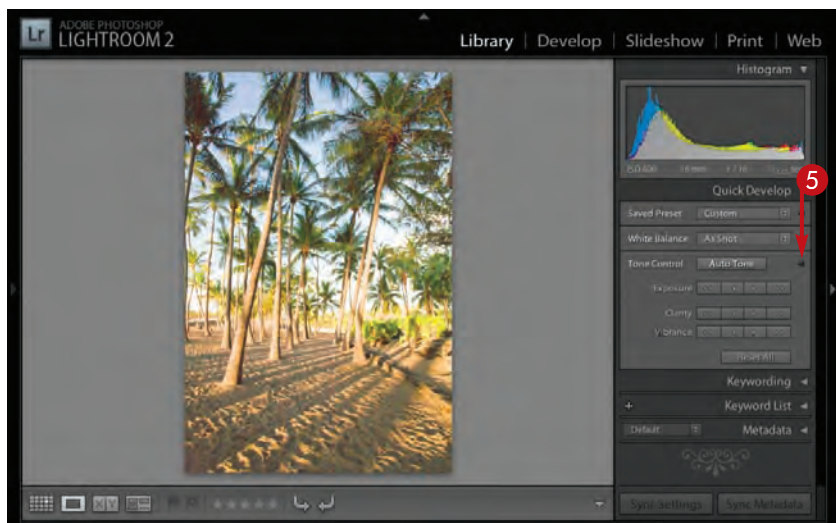 Lr ADOBE PHOTOSHOP
LIGHTROOM 2
Library | Develop | Slideshow | Print | Web
Histogram
ISO 400
5
Quick Develop
Saved Preset Custom
White Balance As Shot
Tone Control Auto Tone
Exposure
Clarity
Vibrance
Reset All
Keywording
+ Keyword List
Default Metadata
X Y
Sync Settings Sync Metadata